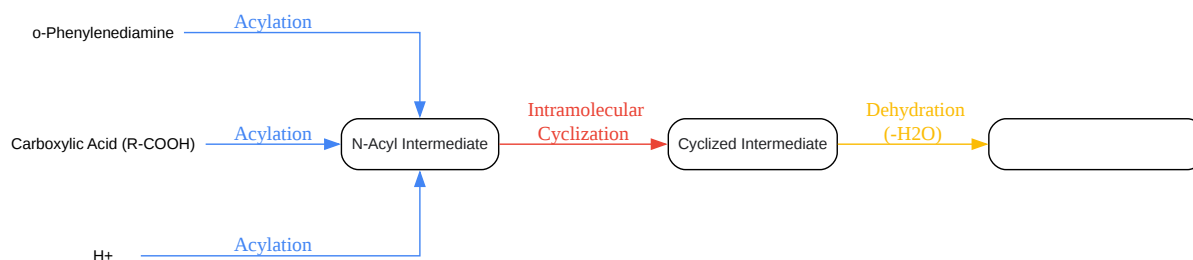 o-Phenylenediamine
Acylation
Carboxylic Acid (R-COOH)
Acylation
N-Acyl Intermediate
Intramolecular
Cyclization
Cyclized Intermediate
Dehydration
(-H2O)
H+
Acylation